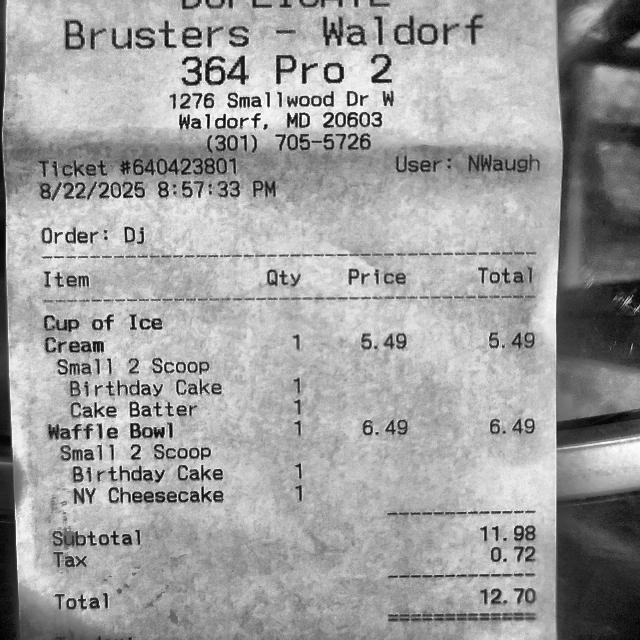 DUPLICATE
Brusters - Waldorf
364 Pro 2
1276 Smallwood Dr W
Waldorf, MD 20603
(301) 705-5726
Ticket #640423801 User: NWaugh
8/22/2025 8:57:33 PM
Order: Dj
Item Qty Price Total
Cup of Ice
Cream 1 5.49 5.49
Small 2 Scoop
Birthday Cake 1
Cake Batter 1
Waffle Bowl 1 6.49 6.49
Small 2 Scoop
Birthday Cake 1
NY Cheesecake 1
Subtotal 11.98
Tax 0.72
Total 12.70